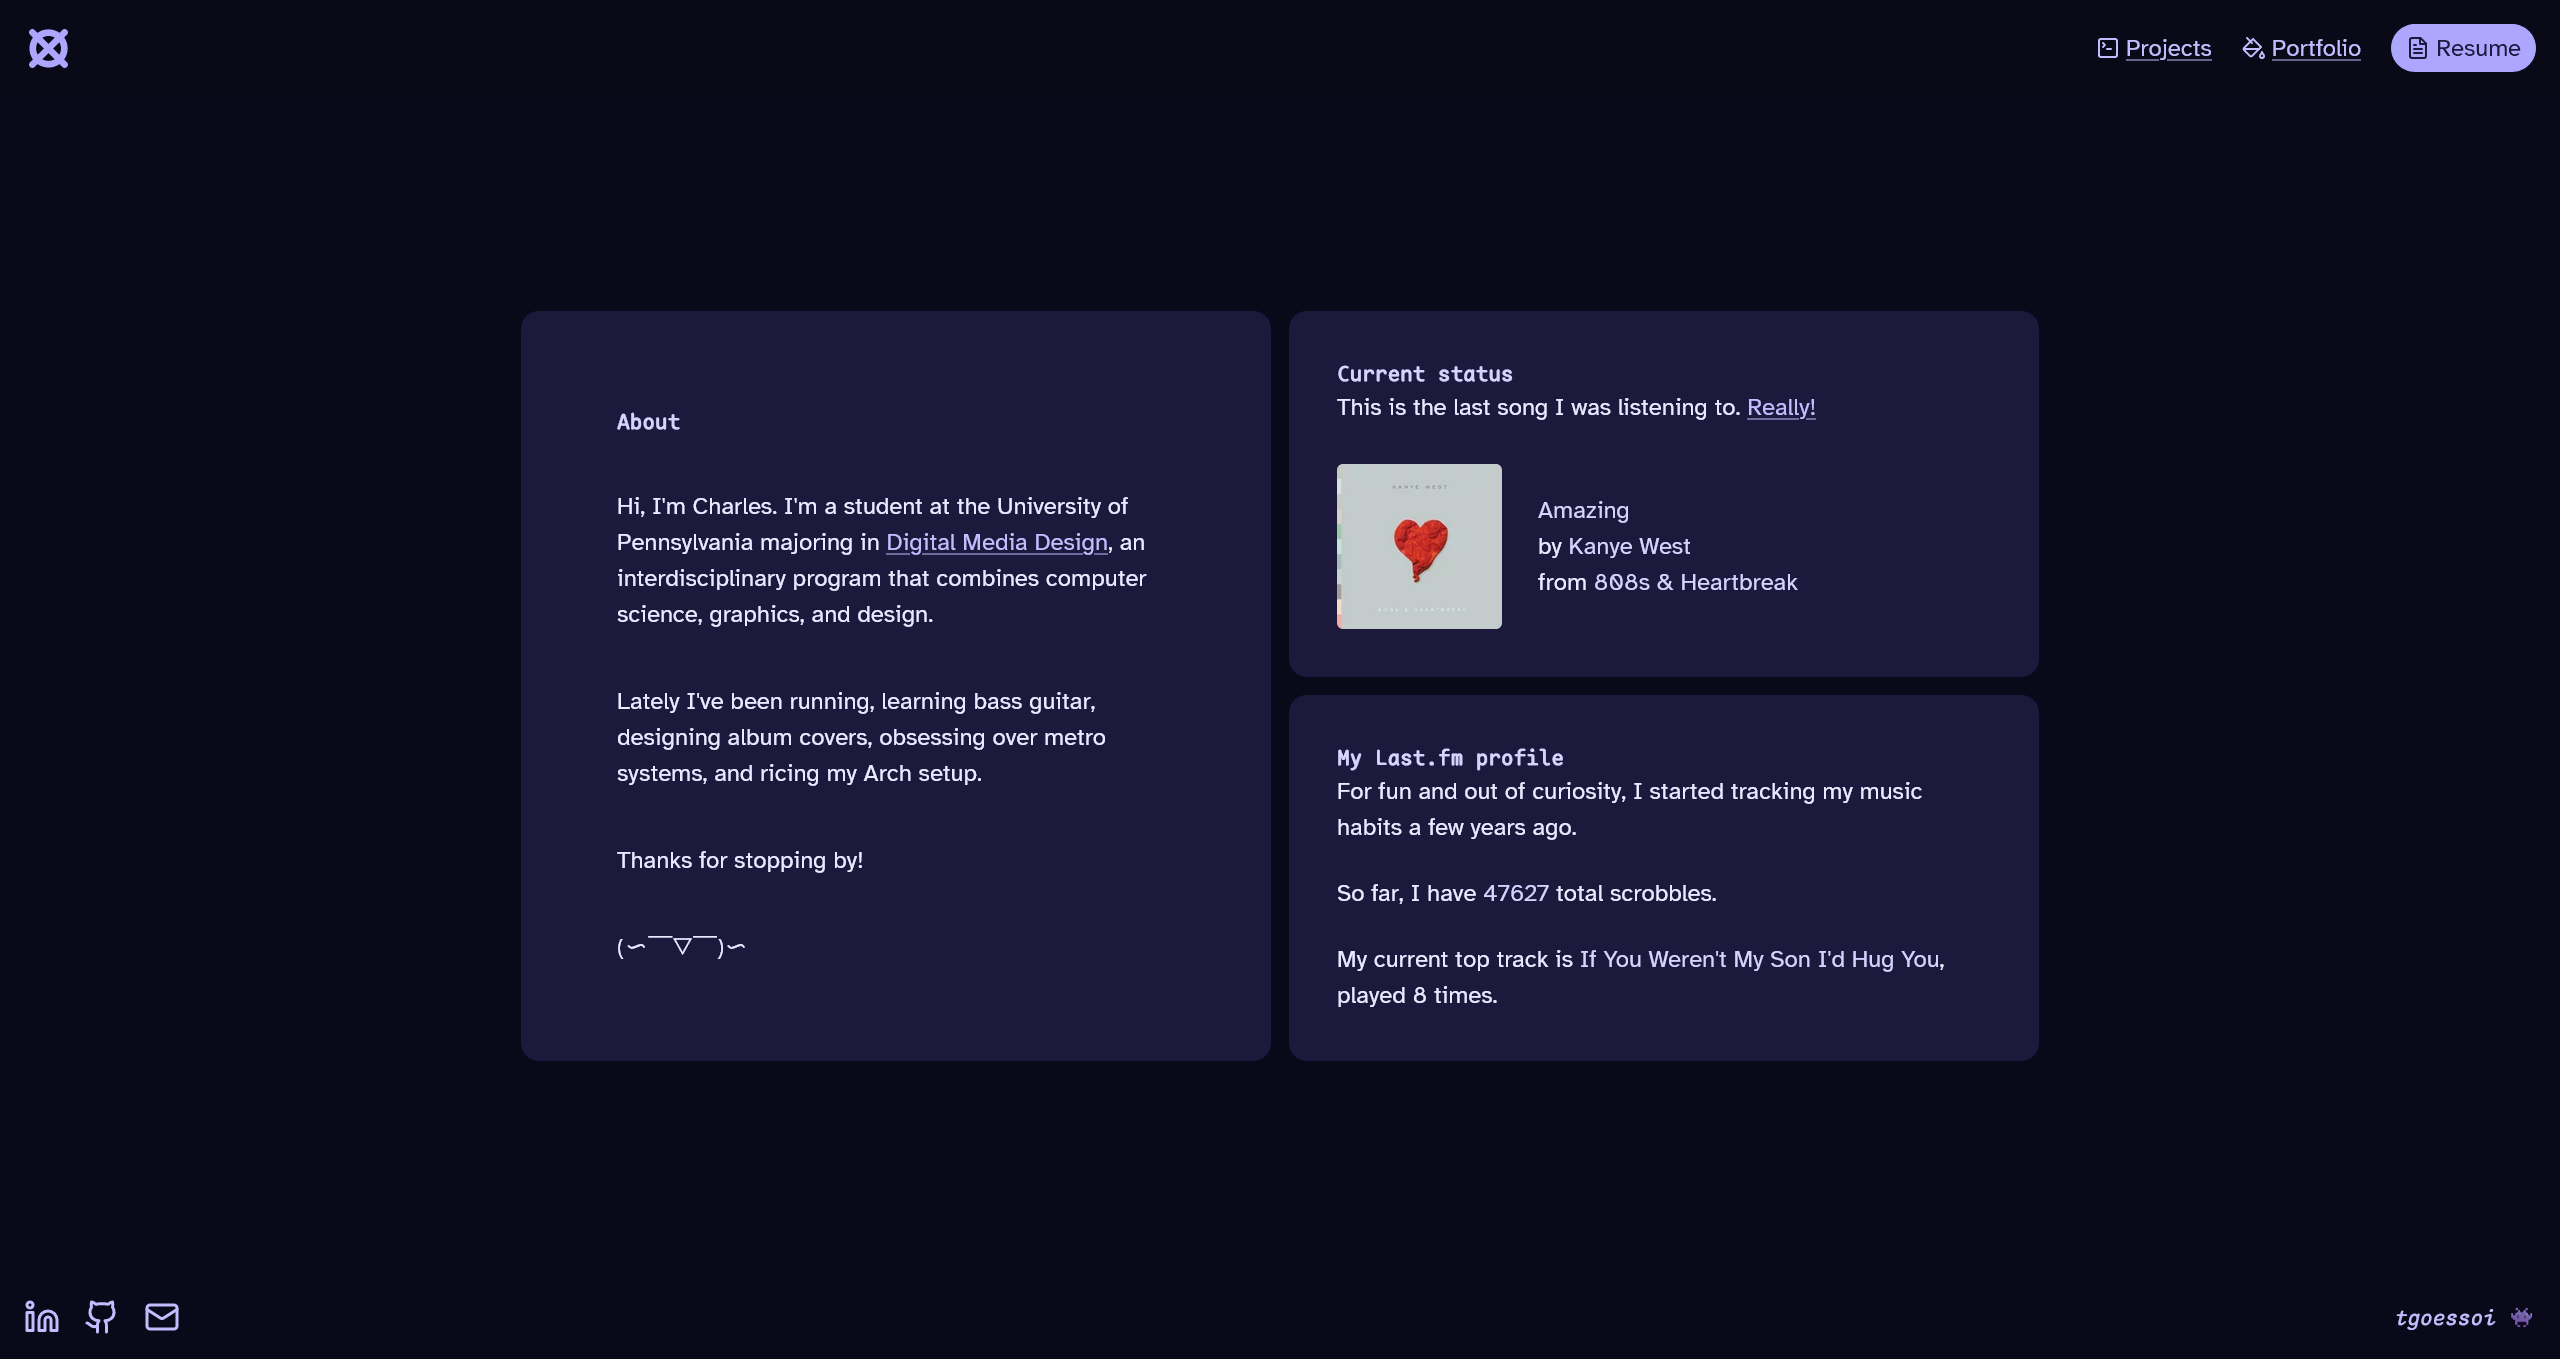 Projects
Portfolio
Resume
About
Hi, I'm Charles. I'm a student at the University of
Pennsylvania majoring in Digital Media Design, an
interdisciplinary program that combines computer
science, graphics, and design.
Lately I've been running, learning bass guitar,
designing album covers, obsessing over metro
systems, and ricing my Arch setup.
Thanks for stopping by!
(∽￣▽￣)∽
Current status
This is the last song I was listening to. Really!
KANYE WEST
808S & HEARTBREAK
Amazing
by Kanye West
from 808s & Heartbreak
My Last.fm profile
For fun and out of curiosity, I started tracking my music
habits a few years ago.
So far, I have 47627 total scrobbles.
My current top track is If You Weren't My Son I'd Hug You,
played 8 times.
in
tgoessoi